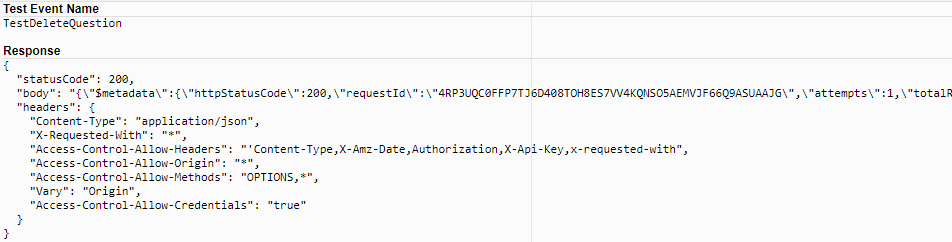 Test Event Name
TestDeleteQuestion
Response
{
"statusCode": 200,
"body": "{\"$metadata\":{\"httpStatusCode\":200,\"requestId\":\"4RP3UQC0FFP7TJ6D408TOH8ES7VV4KQNSO5AEMVJF66Q9ASUAAJG\",\"attempts\":1,\"totalR
"headers": {
"Content-Type": "application/json",
"X-Requested-With": "*",
"Access-Control-Allow-Headers": "'Content-Type,X-Amz-Date,Authorization,X-Api-Key,x-requested-with",
"Access-Control-Allow-Origin": "*",
"Access-Control-Allow-Methods": "OPTIONS,*",
"Vary": "Origin",
"Access-Control-Allow-Credentials": "true"
}
}